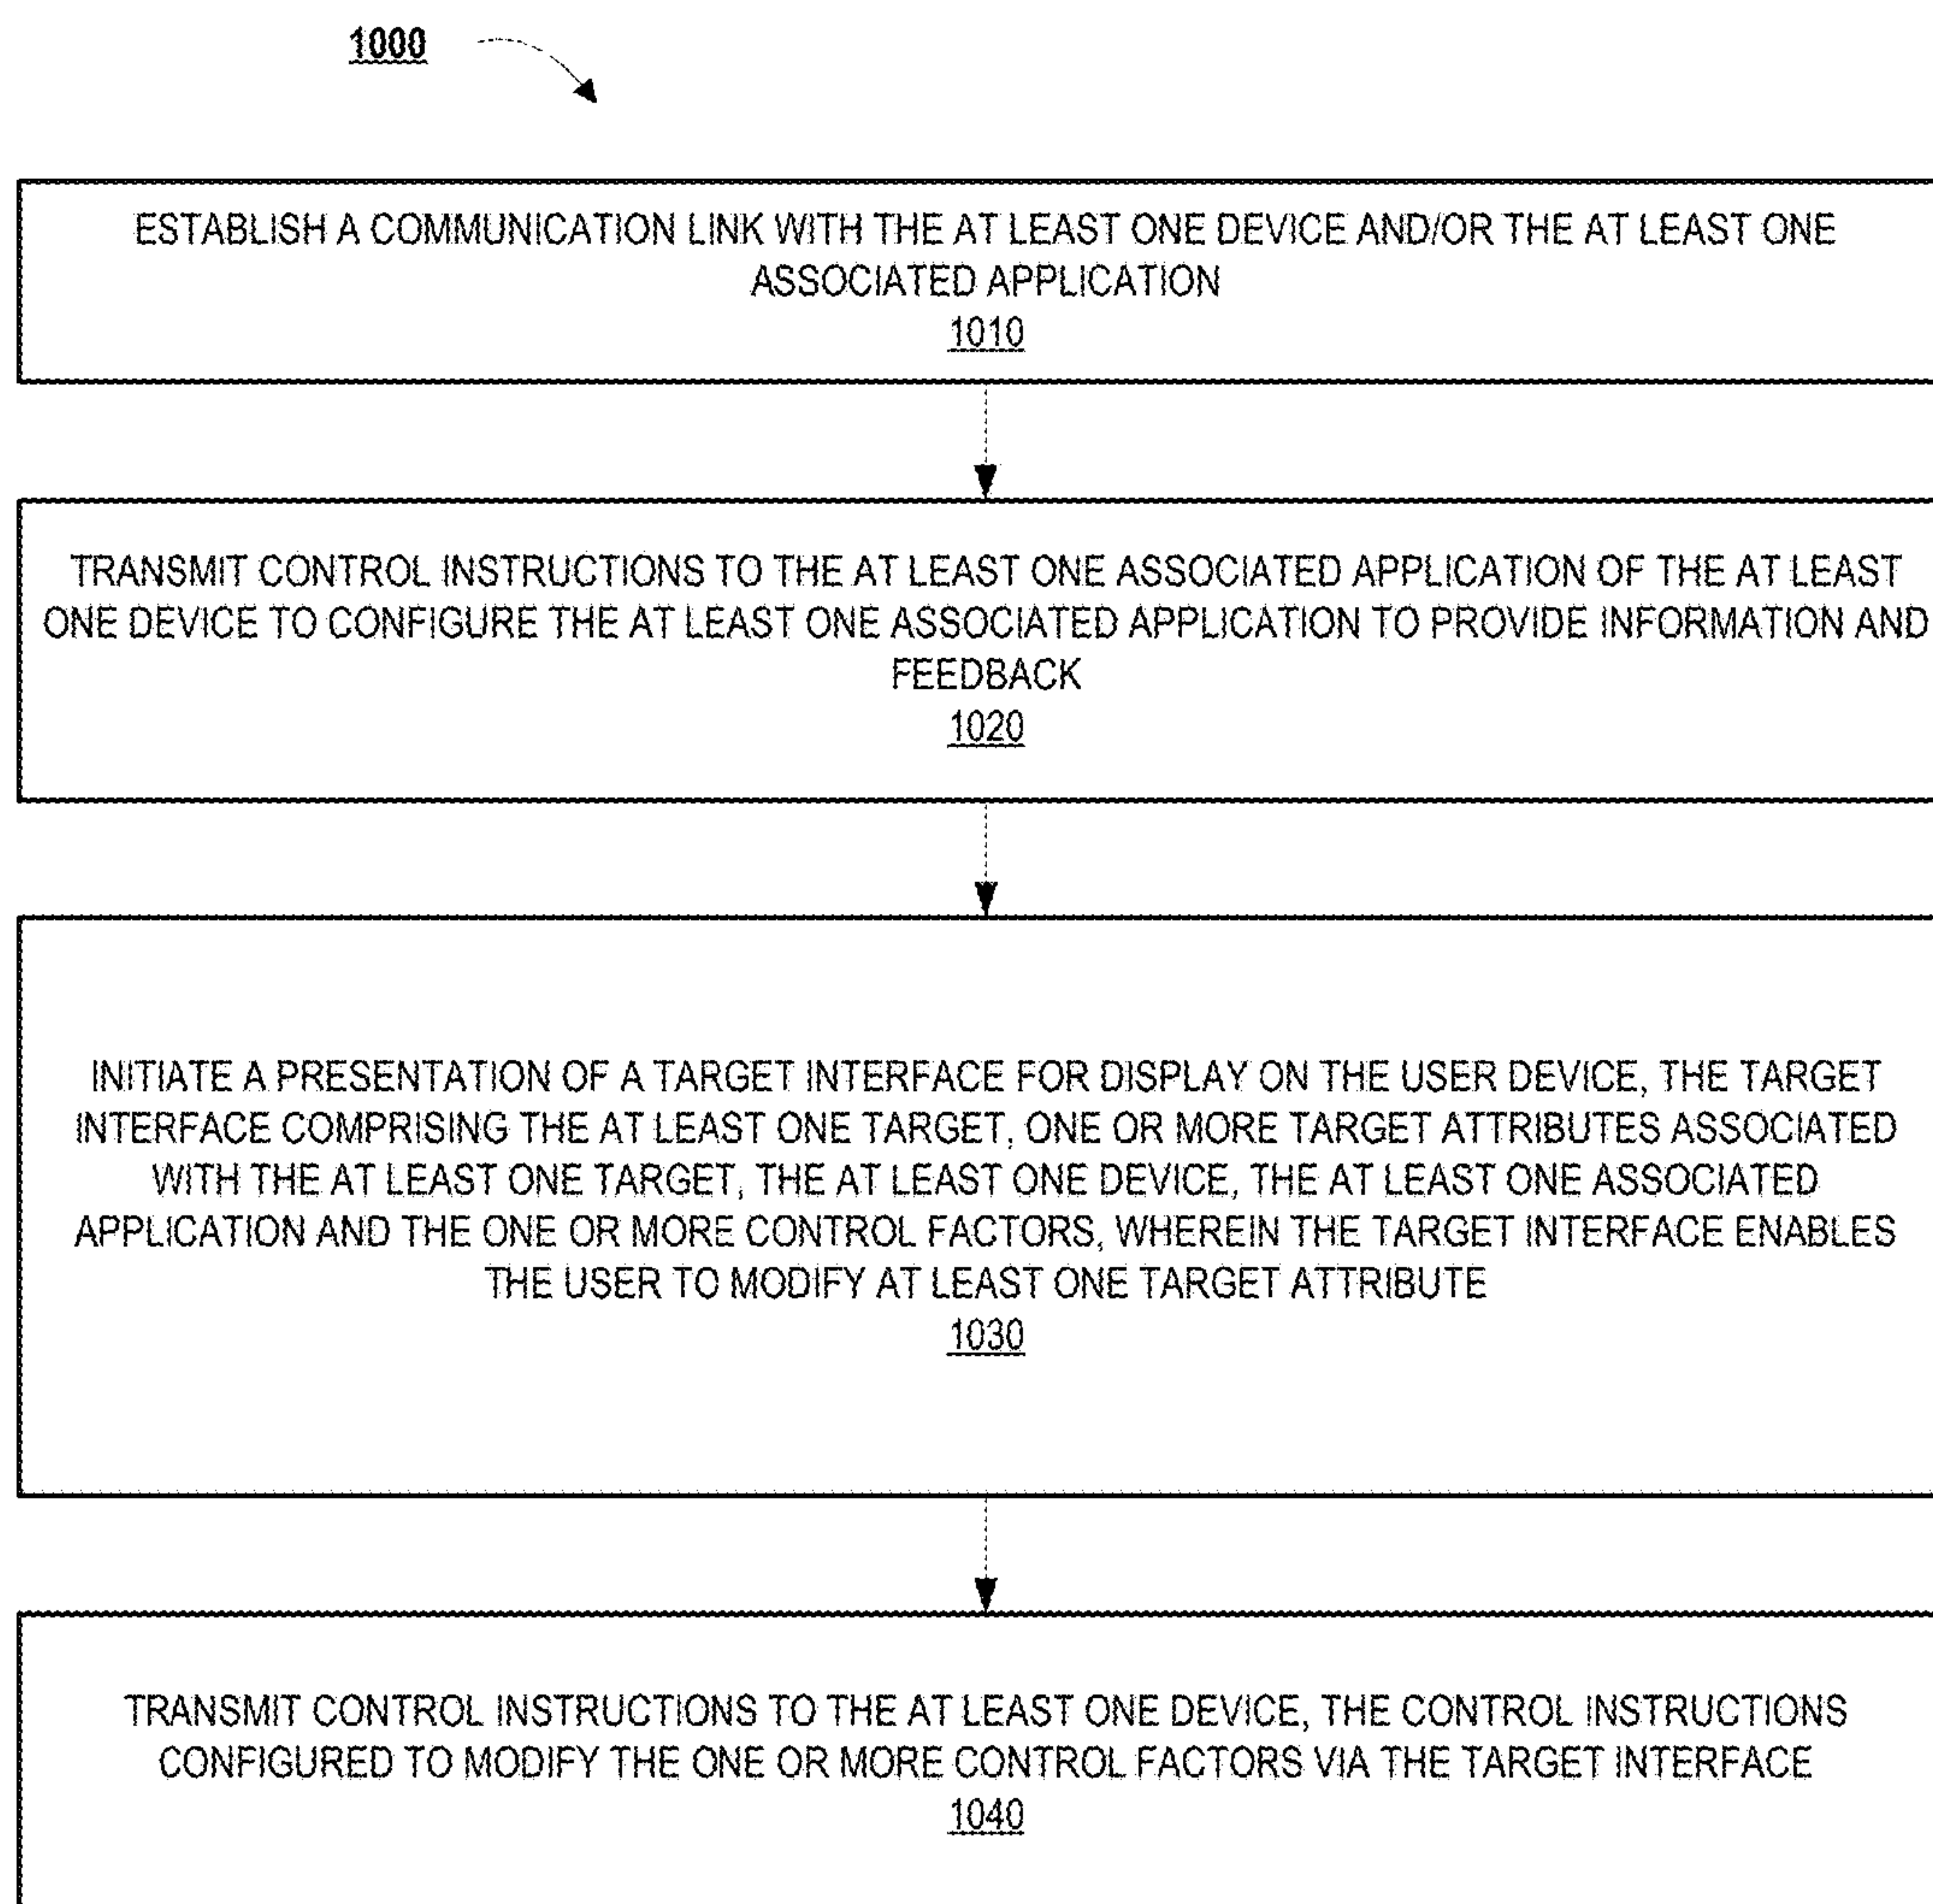 1000
ESTABLISH A COMMUNICATION LINK WITH THE AT LEAST ONE DEVICE AND/OR THE AT LEAST ONE
ASSOCIATED APPLICATION
1010
TRANSMIT CONTROL INSTRUCTIONS TO THE AT LEAST ONE ASSOCIATED APPLICATION OF THE AT LEAST
ONE DEVICE TO CONFIGURE THE AT LEAST ONE ASSOCIATED APPLICATION TO PROVIDE INFORMATION AND
FEEDBACK
1020
INITIATE A PRESENTATION OF A TARGET INTERFACE FOR DISPLAY ON THE USER DEVICE, THE TARGET
INTERFACE COMPRISING THE AT LEAST ONE TARGET, ONE OR MORE TARGET ATTRIBUTES ASSOCIATED
WITH THE AT LEAST ONE TARGET, THE AT LEAST ONE DEVICE, THE AT LEAST ONE ASSOCIATED
APPLICATION AND THE ONE OR MORE CONTROL FACTORS, WHEREIN THE TARGET INTERFACE ENABLES
THE USER TO MODIFY AT LEAST ONE TARGET ATTRIBUTE
1030
TRANSMIT CONTROL INSTRUCTIONS TO THE AT LEAST ONE DEVICE, THE CONTROL INSTRUCTIONS
CONFIGURED TO MODIFY THE ONE OR MORE CONTROL FACTORS VIA THE TARGET INTERFACE
1040